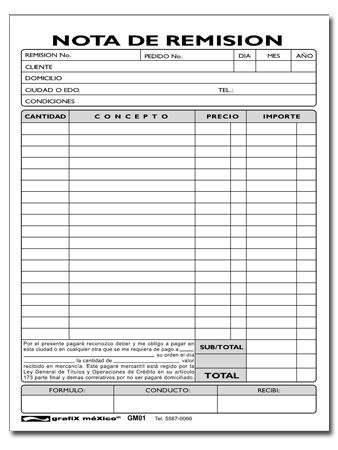 NOTA DE REMISION
REMISION No. PEDIDO No. DIA MES AÑO
CLIENTE
DOMICILIO
CIUDAD O EDO. TEL.:
CONDICIONES
CANTIDAD CONCEPTO PRECIO IMPORTE
Por el presente pagaré reconozco deber y me obligo a pagar en
esta ciudad o en cualquier otra que se me requiera de pago a
su orden el día
, la cantidad de valor
recibido en mercancía. Este pagaré mercantil está regido por la
Ley General de Títulos y Operaciones de Crédito en su artículo
173 parte final y demas correlativos por no ser pagaré domiciliado.
SUB/TOTAL
TOTAL
FORMULO: CONDUCTO: RECIBI:
grafix méxico GM01 Tel. 5587-0066